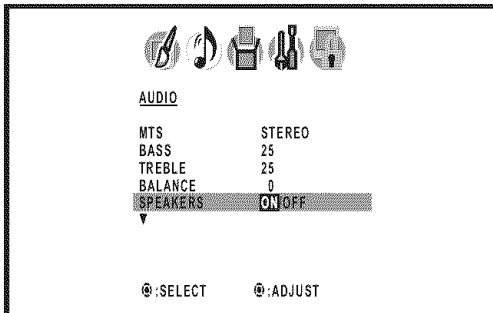 AUDIO
MTS STEREO
BASS 25
TREBLE 25
BALANCE 0
SPEAKERS ON OFF
:SELECT :ADJUST